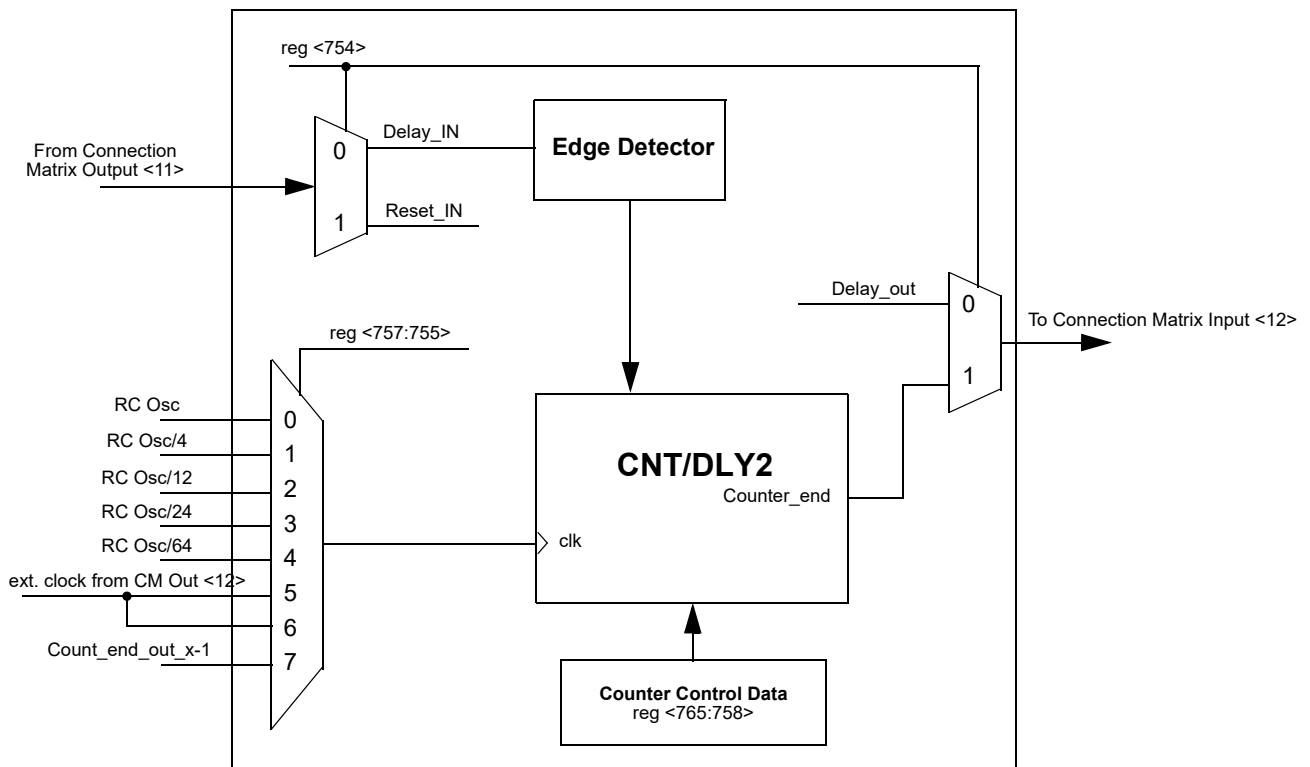 reg <754>
From Connection
Matrix Output <11>
0
1
Delay_IN
Reset_IN
Edge Detector
Delay_out
0
1
To Connection Matrix Input <12>
reg <757:755>
RC Osc
RC Osc/4
RC Osc/12
RC Osc/24
RC Osc/64
ext. clock from CM Out <12>
Count_end_out_x-1
0
1
2
3
4
5
6
7
CNT/DLY2
Counter_end
clk
Counter Control Data
reg <765:758>